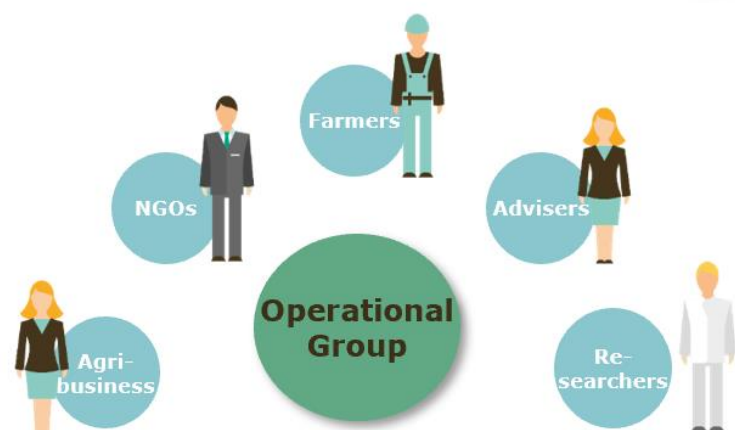 Farmers
NGOs
Advisers
Operational
Group
Agri-
business
Re-
searchers